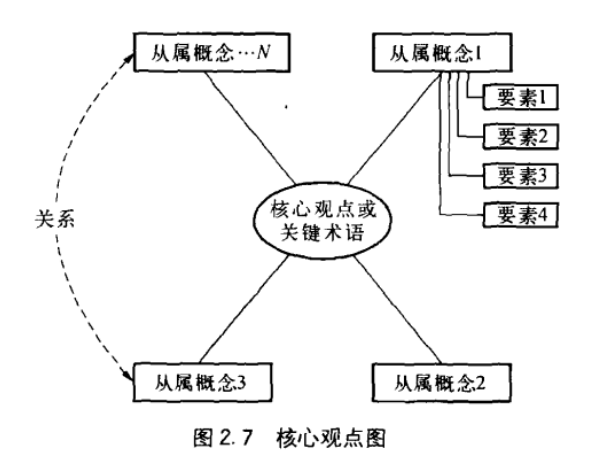 从属概念…N
从属概念1
要素1
要素2
要素3
要素4
关系
核心观点或
关键术语
从属概念3
从属概念2
图 2.7 核心观点图